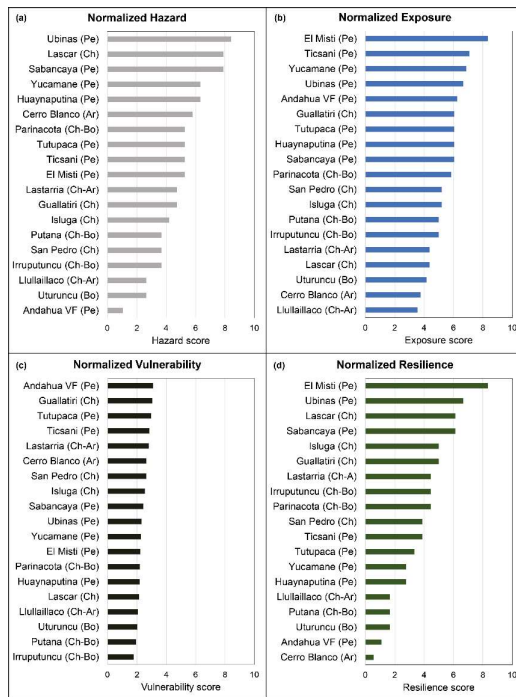 (a) Normalized Hazard
Ubinas (Pe)
Lascar (Ch)
Sabancaya (Pe)
Yucamane (Pe)
Huaynaputina (Pe)
Cerro Blanco (Ar)
Parinacota (Ch-Bo)
Tutupaca (Pe)
Ticsani (Pe)
El Misti (Pe)
Lastarria (Ch-Ar)
Guallatiri (Ch)
Isluga (Ch)
Putana (Ch-Bo)
San Pedro (Ch)
Irruputuncu (Ch-Bo)
Llullaillaco (Ch-Ar)
Uturuncu (Bo)
Andahua VF (Pe)
0 2 4 6 8 10
Hazard score
(b) Normalized Exposure
El Misti (Pe)
Ticsani (Pe)
Yucamane (Pe)
Ubinas (Pe)
Andahua VF (Pe)
Guallatiri (Ch)
Tutupaca (Pe)
Huaynaputina (Pe)
Sabancaya (Pe)
Parinacota (Ch-Bo)
San Pedro (Ch)
Isluga (Ch)
Putana (Ch-Bo)
Irruputuncu (Ch-Bo)
Lastarria (Ch-Ar)
Lascar (Ch)
Uturuncu (Bo)
Cerro Blanco (Ar)
Llullaillaco (Ch-Ar)
0 2 4 6 8 10
Exposure score
(c) Normalized Vulnerability
Andahua VF (Pe)
Guallatiri (Ch)
Tutupaca (Pe)
Ticsani (Pe)
Lastarria (Ch-Ar)
Cerro Blanco (Ar)
San Pedro (Ch)
Isluga (Ch)
Sabancaya (Pe)
Ubinas (Pe)
Yucamane (Pe)
El Misti (Pe)
Parinacota (Ch-Bo)
Huaynaputina (Pe)
Lascar (Ch)
Llullaillaco (Ch-Ar)
Uturuncu (Bo)
Putana (Ch-Bo)
Irruputuncu (Ch-Bo)
0 2 4 6 8 10
Vulnerability score
(d) Normalized Resilience
El Misti (Pe)
Ubinas (Pe)
Lascar (Ch)
Sabancaya (Pe)
Isluga (Ch)
Guallatiri (Ch)
Lastarria (Ch-A)
Irruputuncu (Ch-Bo)
Parinacota (Ch-Bo)
San Pedro (Ch)
Ticsani (Pe)
Tutupaca (Pe)
Yucamane (Pe)
Huaynaputina (Pe)
Llullaillaco (Ch-Ar)
Putana (Ch-Bo)
Uturuncu (Bo)
Andahua VF (Pe)
Cerro Blanco (Ar)
0 2 4 6 8 10
Resilience score